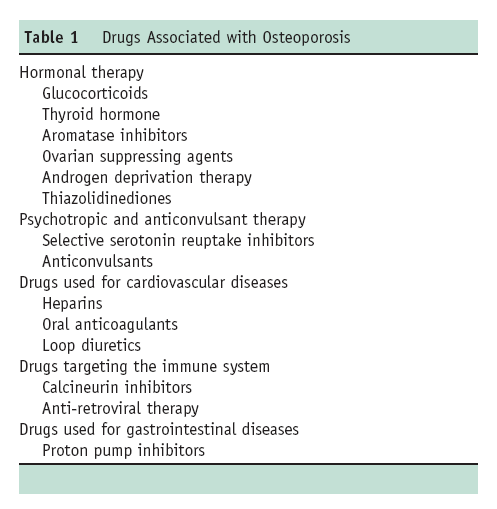 Table 1 Drugs Associated with Osteoporosis
Hormonal therapy
Glucocorticoids
Thyroid hormone
Aromatase inhibitors
Ovarian suppressing agents
Androgen deprivation therapy
Thiazolidinediones
Psychotropic and anticonvulsant therapy
Selective serotonin reuptake inhibitors
Anticonvulsants
Drugs used for cardiovascular diseases
Heparins
Oral anticoagulants
Loop diuretics
Drugs targeting the immune system
Calcineurin inhibitors
Anti-retroviral therapy
Drugs used for gastrointestinal diseases
Proton pump inhibitors